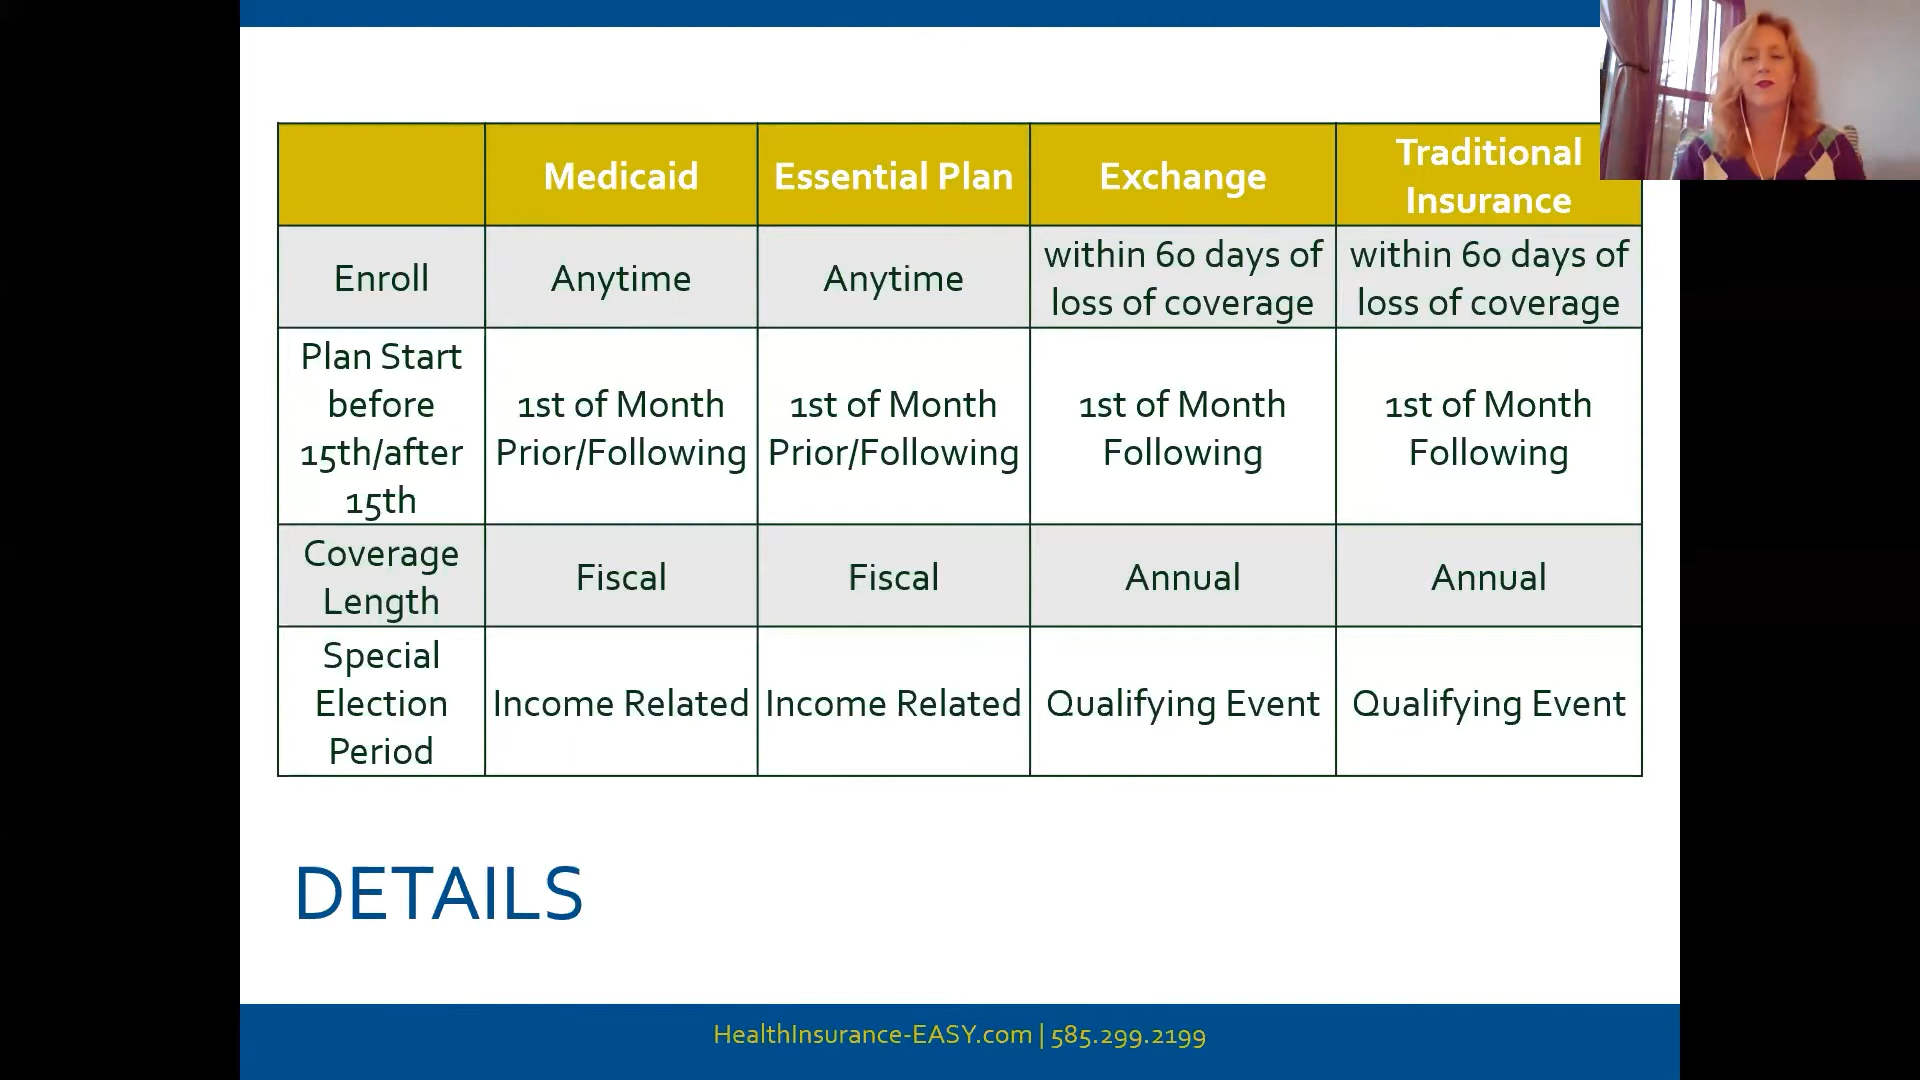 Medicaid
Essential Plan
Exchange
Traditional
Insurance
Enroll
Anytime
Anytime
within 60 days of
loss of coverage
within 60 days of
loss of coverage
Plan Start
before
15th/after
15th
1st of Month
Prior/Following
1st of Month
Prior/Following
1st of Month
Following
1st of Month
Following
Coverage
Length
Fiscal
Fiscal
Annual
Annual
Special
Election
Period
Income Related
Income Related
Qualifying Event
Qualifying Event
DETAILS
HealthInsurance-EASY.com | 585.299.2199